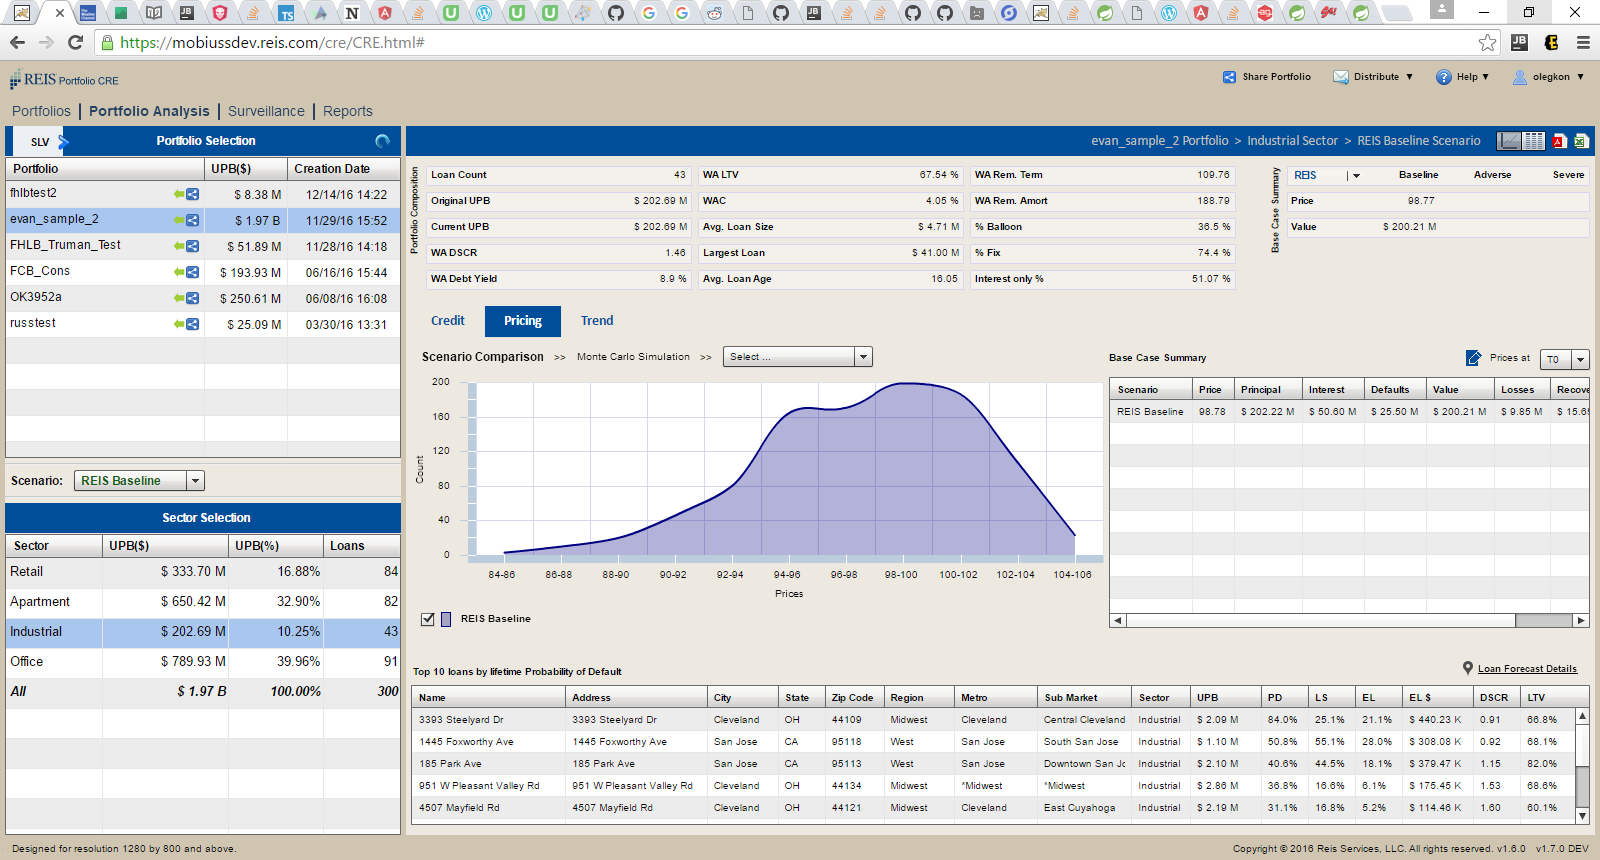 https://mobiussdev.reis.com/cre/CRE.html#
REIS Portfolio CRE
Share Portfolio Distribute ▼ Help ▼ olegkon ▼
Portfolios | Portfolio Analysis | Surveillance | Reports
SLV Portfolio Selection
evan_sample_2 Portfolio > Industrial Sector > REIS Baseline Scenario
Portfolio UPB($) Creation Date
fhlbtest2 $ 8.38 M 12/14/16 14:22
evan_sample_2 $ 1.97 B 11/29/16 15:52
FHLB_Truman_Test $ 51.89 M 11/28/16 14:18
FCB_Cons $ 193.93 M 06/16/16 15:44
OK3952a $ 250.61 M 06/08/16 16:08
russtest $ 25.09 M 03/30/16 13:31
Scenario: REIS Baseline
Sector Selection
Sector UPB($) UPB(%) Loans
Retail $ 333.70 M 16.88% 84
Apartment $ 650.42 M 32.90% 82
Industrial $ 202.69 M 10.25% 43
Office $ 789.93 M 39.96% 91
All $ 1.97 B 100.00% 300
Portfolio Composition
Loan Count 43 WA LTV 67.54 % WA Rem. Term 109.76
Original UPB $ 202.69 M WAC 4.05 % WA Rem. Amort 188.79
Current UPB $ 202.69 M Avg. Loan Size $ 4.71 M % Balloon 36.5 %
WA DSCR 1.46 Largest Loan $ 41.00 M % Fix 74.4 %
WA Debt Yield 8.9 % Avg. Loan Age 16.05 Interest only % 51.07 %
Base Case Summary
REIS Baseline Adverse Severe
Price 98.77
Value $ 200.21 M
Credit Pricing Trend
Scenario Comparison >> Monte Carlo Simulation >> Select ...
200
160
120
80
40
0
Count
84-86 86-88 88-90 90-92 92-94 94-96 96-98 98-100 100-102 102-104 104-106
Prices
REIS Baseline
Base Case Summary Prices at T0
Scenario Price Principal Interest Defaults Value Losses Recove
REIS Baseline 98.78 $ 202.22 M $ 50.60 M $ 25.50 M $ 200.21 M $ 9.85 M $ 15.65
Top 10 loans by lifetime Probability of Default
Loan Forecast Details
Name Address City State Zip Code Region Metro Sub Market Sector UPB PD LS EL EL $ DSCR LTV
3393 Steelyard Dr 3393 Steelyard Dr Cleveland OH 44109 Midwest Cleveland Central Cleveland Industrial $ 2.09 M 84.0% 25.1% 21.1% $ 440.23 K 0.91 66.8%
1445 Foxworthy Ave 1445 Foxworthy Ave San Jose CA 95118 West San Jose South San Jose Industrial $ 1.10 M 50.8% 55.1% 28.0% $ 308.08 K 0.92 68.1%
185 Park Ave 185 Park Ave San Jose CA 95113 West San Jose Downtown San Jc Industrial $ 2.10 M 40.6% 44.5% 18.1% $ 379.47 K 1.15 82.0%
951 W Pleasant Valley Rd 951 W Pleasant Valley Rd Cleveland OH 44134 Midwest *Midwest *Midwest Industrial $ 2.86 M 36.8% 16.6% 6.1% $ 175.45 K 1.53 68.6%
4507 Mayfield Rd 4507 Mayfield Rd Cleveland OH 44121 Midwest Cleveland East Cuyahoga Industrial $ 2.19 M 31.1% 16.8% 5.2% $ 114.46 K 1.60 60.1%
Designed for resolution 1280 by 800 and above.
Copyright © 2016 Reis Services, LLC. All rights reserved. v1.6.0 v1.7.0 DEV